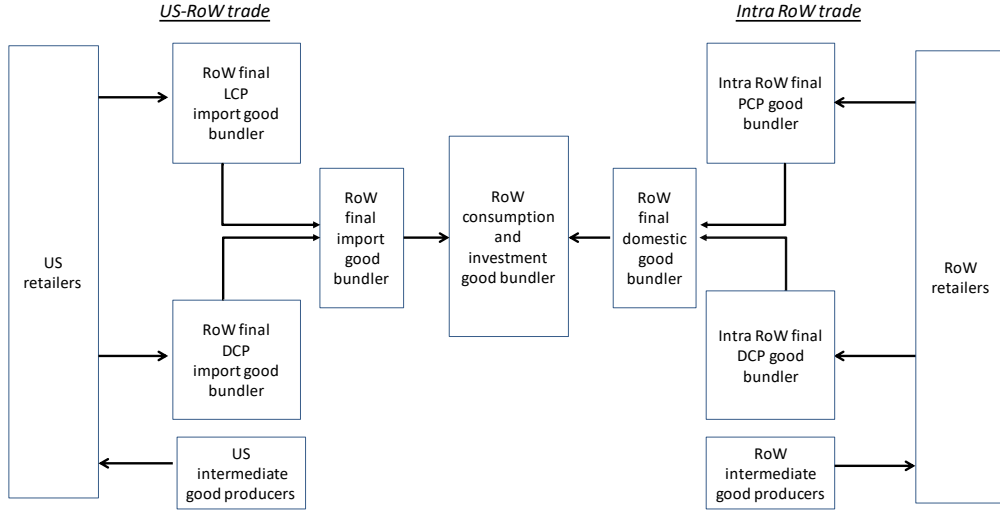 US-RoW trade
Intra RoW trade
US
retailers
RoW final
LCP
import good
bundler
RoW final
DCP
import good
bundler
US
intermediate
good producers
RoW
final
import
good
bundler
RoW
consumption
and
investment
good bundler
RoW
final
domestic
good
bundler
Intra RoW final
PCP good
bundler
Intra RoW final
DCP good
bundler
RoW
intermediate
good producers
RoW
retailers